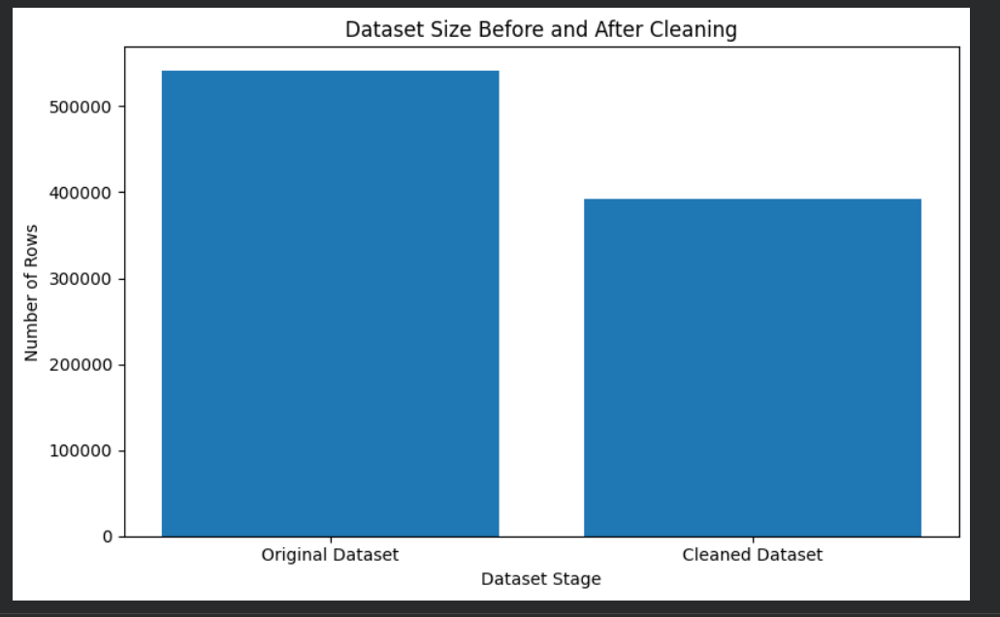 Dataset Size Before and After Cleaning
Number of Rows
500000
400000
300000
200000
100000
0
Original Dataset
Cleaned Dataset
Dataset Stage